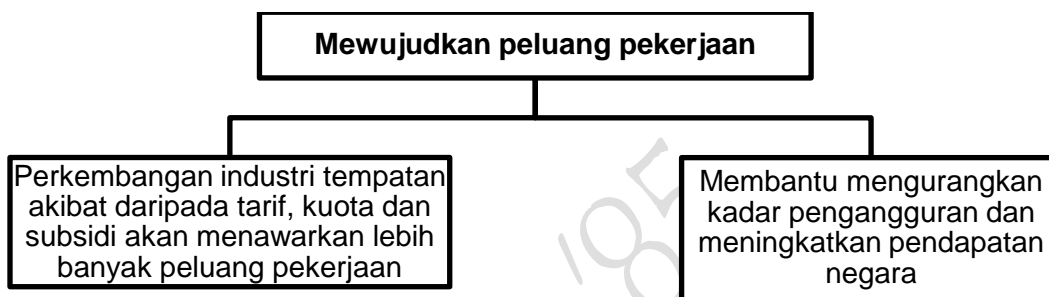 Mewujudkan peluang pekerjaan
Perkembangan industri tempatan
akibat daripada tarif, kuota dan
subsidi akan menawarkan lebih
banyak peluang pekerjaan
Membantu mengurangkan
kadar pengangguran dan
meningkatkan pendapatan
negara